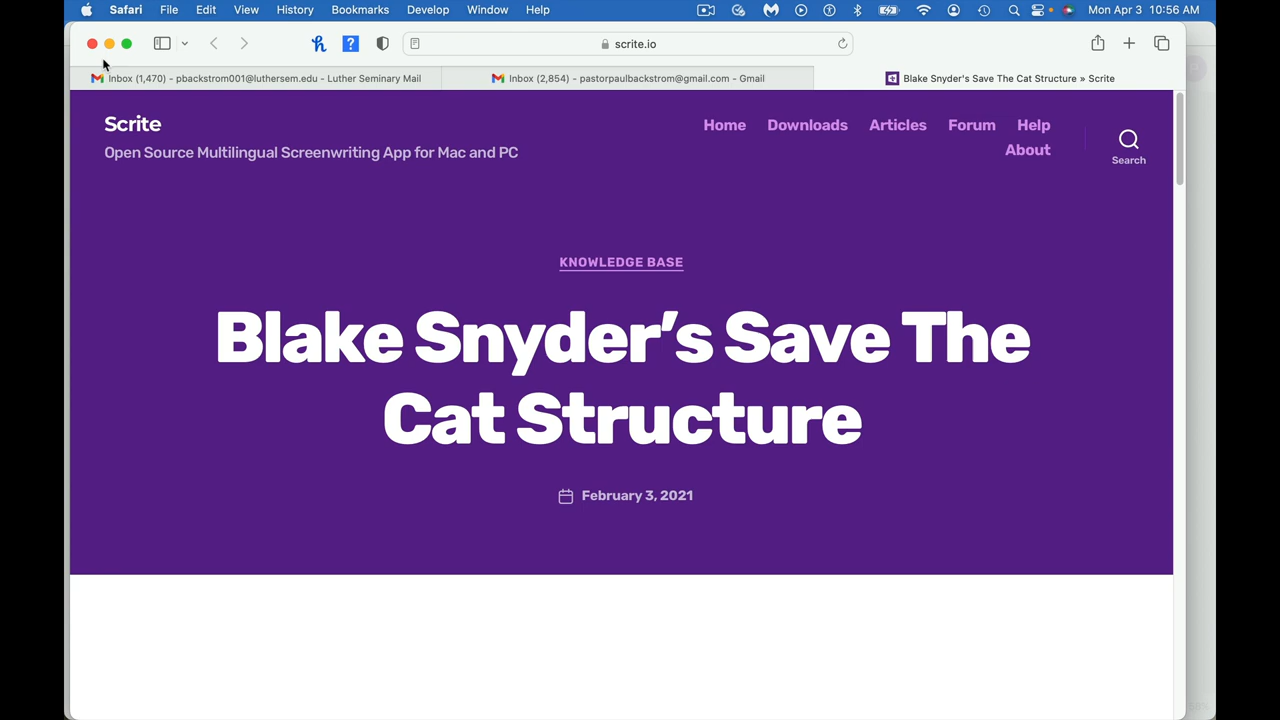 Safari File Edit View History Bookmarks Develop Window Help Mon Apr 3 10:56 AM
scrite.io
Inbox (1,470) - pbackstrom001@luthersem.edu - Luther Seminary Mail Inbox (2,854) - pastorpaulbackstrom@gmail.com - Gmail Blake Snyder's Save The Cat Structure » Scrite
Scrite
Open Source Multilingual Screenwriting App for Mac and PC
Home Downloads Articles Forum Help
About
Search
KNOWLEDGE BASE
Blake Snyder’s Save The
Cat Structure
February 3, 2021